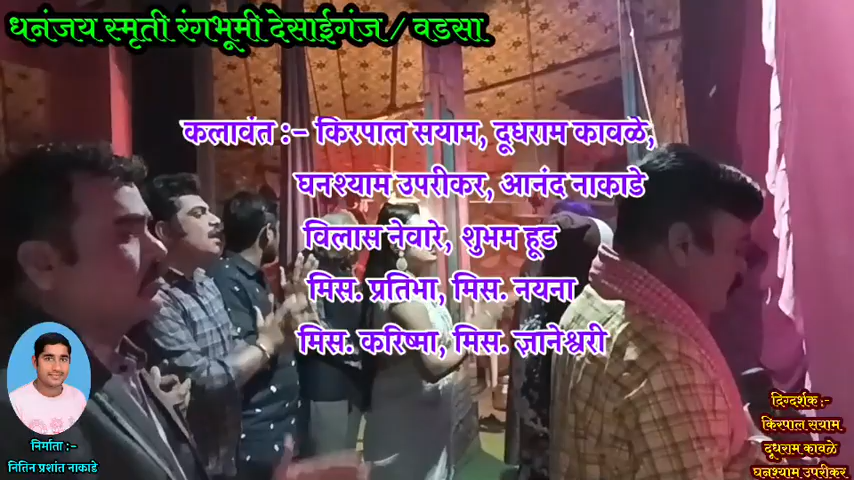 धनंजय स्मृती रंगभूमी देसाईगंज / वडसा
कलावंत :- किरपाल सयाम, दूधराम कावळे,
घनश्याम उपरीकर, आनंद नाकाडे
विलास नेवारे, शुभम हूड
मिस. प्रतिभा, मिस. नयना
मिस. करिष्मा, मिस. ज्ञानेश्वरी
निर्माता :-
नितिन प्रशांत नाकाडे
दिग्दर्शक :-
किरपाल सयाम
दूधराम कावळे
घनश्याम उपरीकर